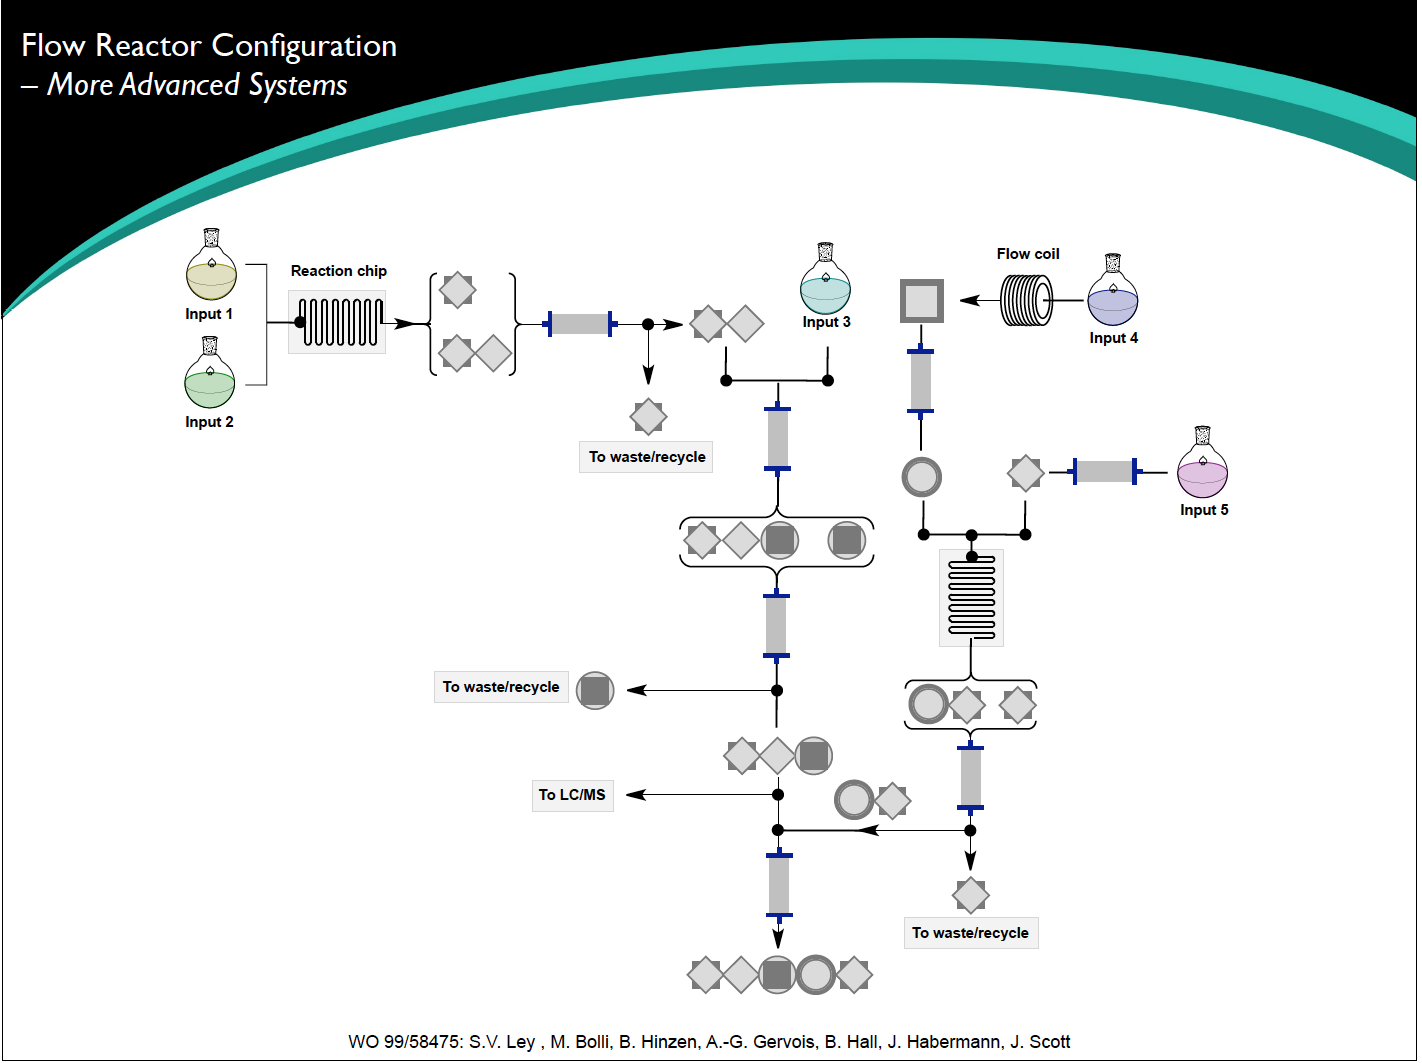 Flow Reactor Configuration
– More Advanced Systems
Reaction chip
Input 1
Input 2
Input 3
Flow coil
Input 4
To waste/recycle
Input 5
To waste/recycle
To LC/MS
To waste/recycle
WO 99/58475: S.V. Ley , M. Bolli, B. Hinzen, A.-G. Gervois, B. Hall, J. Habermann, J. Scott